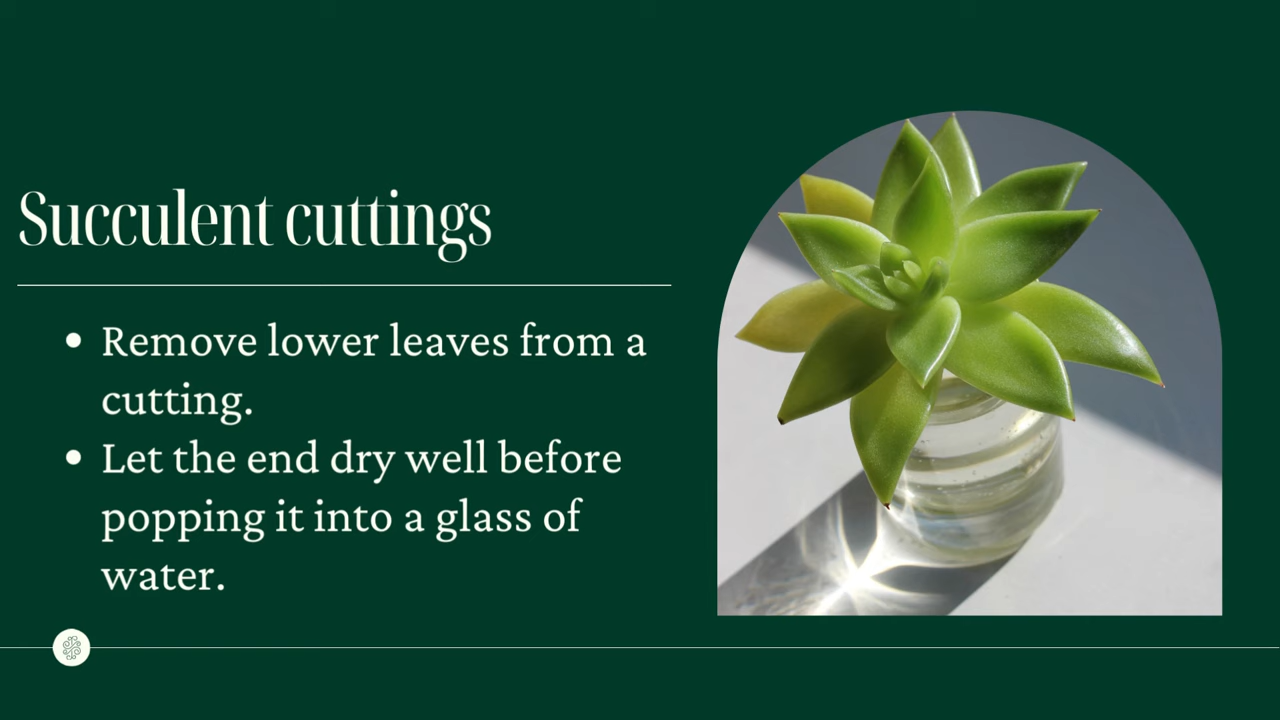 Succulent cuttings
Remove lower leaves from a
cutting.
Let the end dry well before
popping it into a glass of
water.